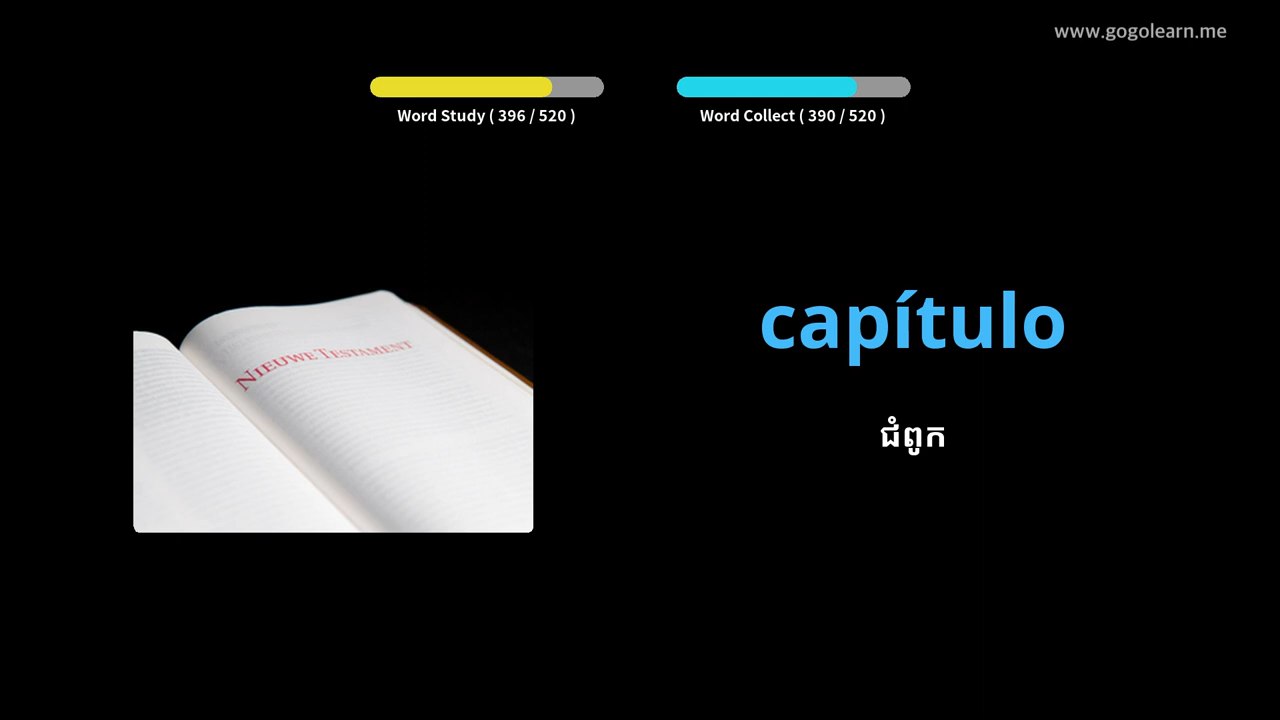 www.gogolearn.me
Word Study ( 396 / 520 )
Word Collect ( 390 / 520 )
NIEUWE TESTAMENT
capítulo
ជំពូក